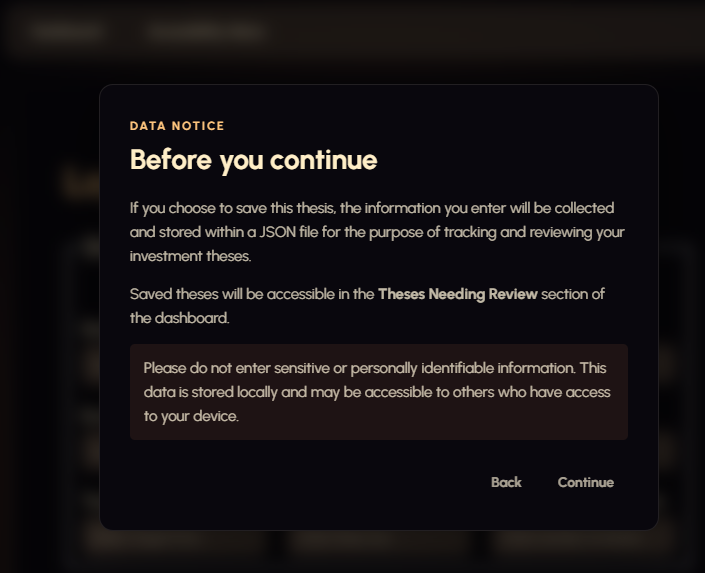 DATA NOTICE
Before you continue
If you choose to save this thesis, the information you enter will be collected
and stored within a JSON file for the purpose of tracking and reviewing your
investment theses.
Saved theses will be accessible in the Theses Needing Review section of
the dashboard.
Please do not enter sensitive or personally identifiable information. This
data is stored locally and may be accessible to others who have access
to your device.
Back Continue